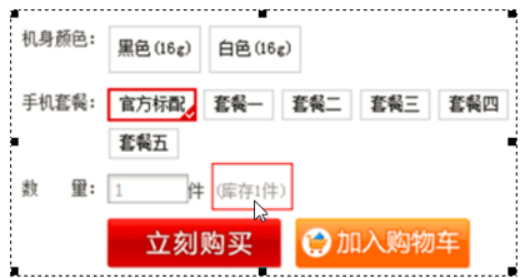 机身颜色： 黑色(16g) 白色(16g)
手机套餐： 官方标配 套餐一 套餐二 套餐三 套餐四
套餐五
数 量： 1 件 (库存1件)
立刻购买 加入购物车